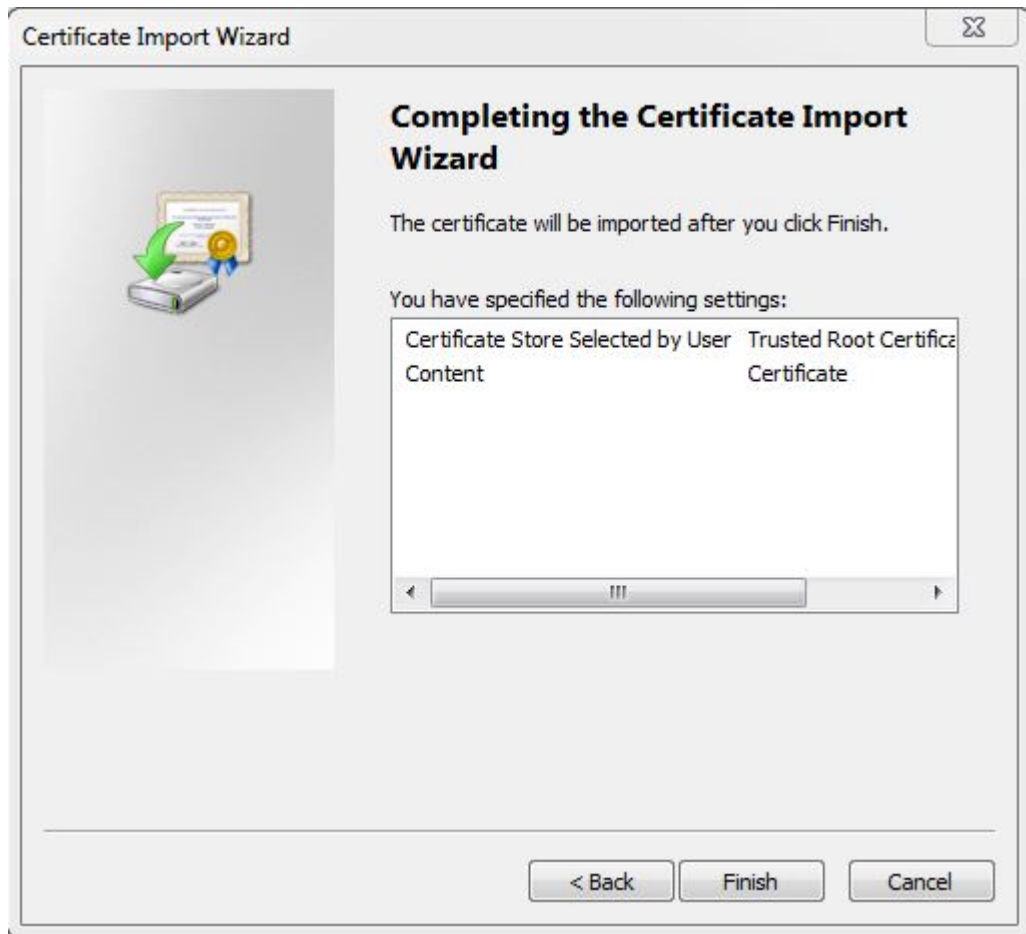 Certificate Import Wizard
Completing the Certificate Import
Wizard
The certificate will be imported after you click Finish.
You have specified the following settings:
Certificate Store Selected by User Trusted Root Certifica
Content Certificate
< Back Finish Cancel